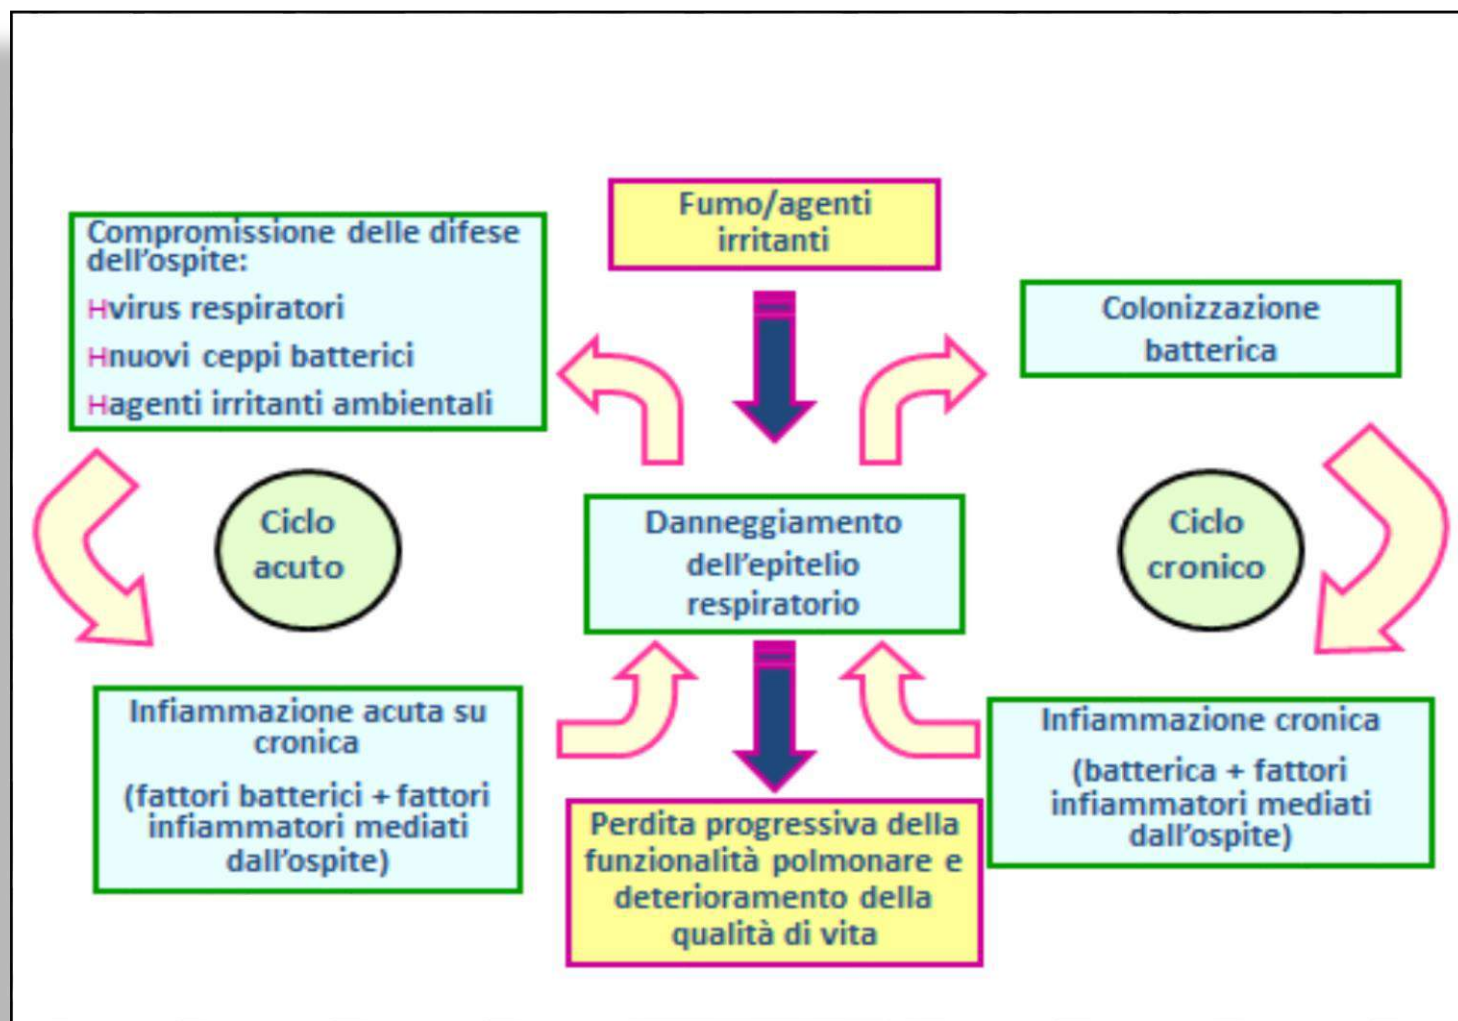 Fumo/agenti
irritanti
Compromissione delle difese
dell'ospite:
Hvirus respiratori
Hnuovi ceppi batterici
Hagenti irritanti ambientali
Colonizzazione
batterica
Ciclo
acuto
Danneggiamento
dell'epitelio
respiratorio
Ciclo
cronico
Infiammazione acuta su
cronica
(fattori batterici + fattori
infiammatori mediati
dall'ospite)
Infiammazione cronica
(batterica + fattori
infiammatori mediati
dall'ospite)
Perdita progressiva della
funzionalità polmonare e
deterioramento della
qualità di vita